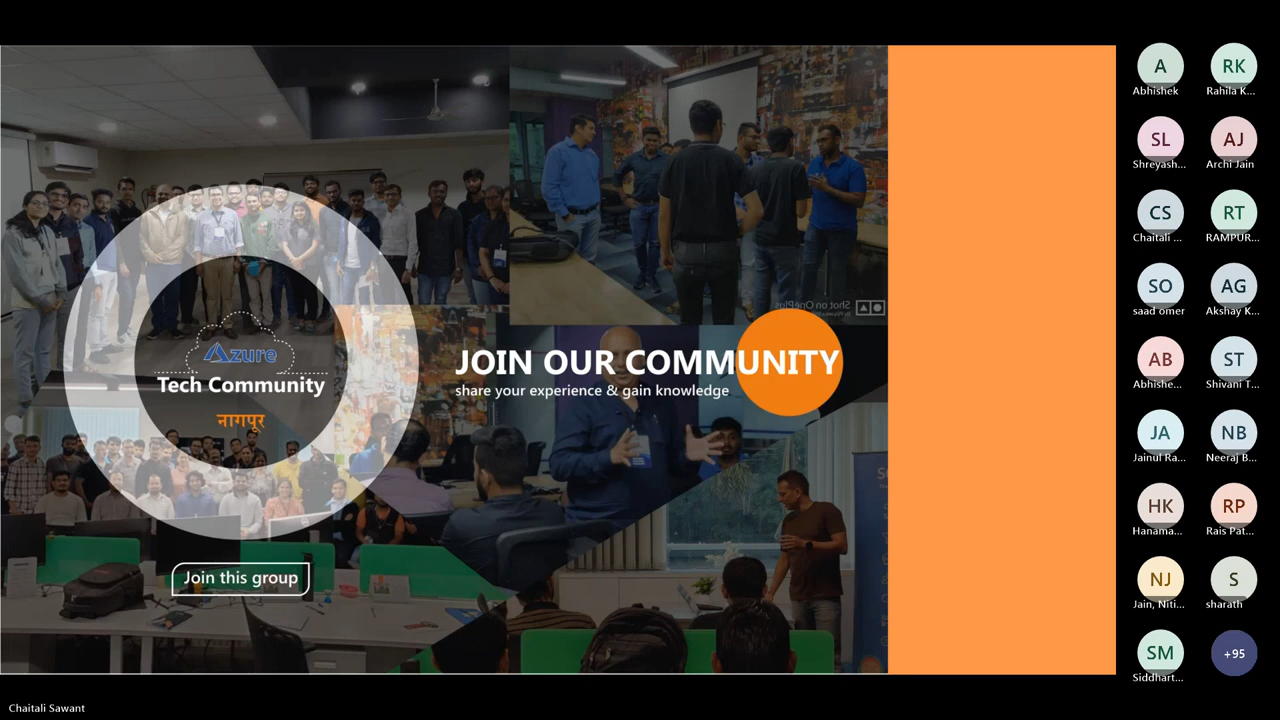 Azure
Tech Community
नागपूर
Join this group
JOIN OUR COMMUNITY
share your experience & gain knowledge
Shot on OnePlus
A
Abhishek
RK
Rahila K...
SL
Shreyash...
AJ
Archi Jain
CS
Chaitali ...
RT
RAMPUR...
SO
saad omer
AG
Akshay K...
AB
Abhishe...
ST
Shivani T...
JA
Jainul Ra...
NB
Neeraj B...
HK
Hanama...
RP
Rais Pat...
NJ
Jain, Niti...
S
sharath
SM
Siddhart...
+95
Chaitali Sawant